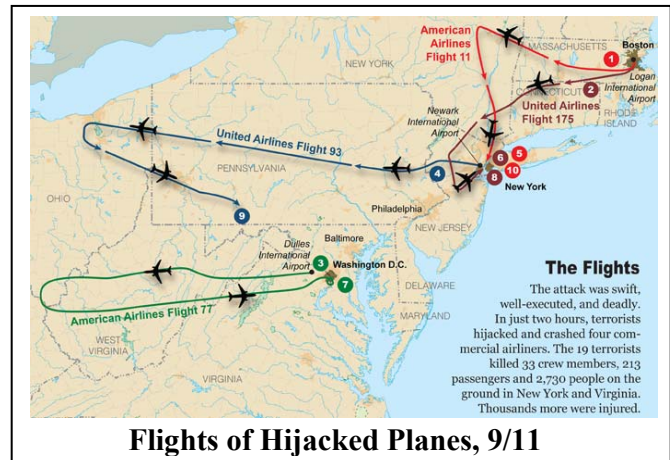 American
Airlines
Flight 11
MASSACHUSETTS
Boston
1
NEW YORK
Logan
International
Airport
2
CONNECTICUT
United Airlines
Flight 175
RHODE
ISLAND
Newark
International
Airport
United Airlines Flight 93
PENNSYLVANIA
4
6
5
8
10
New York
OHIO
9
Philadelphia
NEW JERSEY
Dulles
International
Airport
Baltimore
3
Washington D.C.
7
American Airlines Flight 77
DELAWARE
MARYLAND
WEST
VIRGINIA
VIRGINIA
The Flights
The attack was swift,
well-executed, and deadly.
In just two hours, terrorists
hijacked and crashed four com-
mercial airliners. The 19 terrorists
killed 33 crew members, 213
passengers and 2,730 people on the
ground in New York and Virginia.
Thousands more were injured.
Flights of Hijacked Planes, 9/11